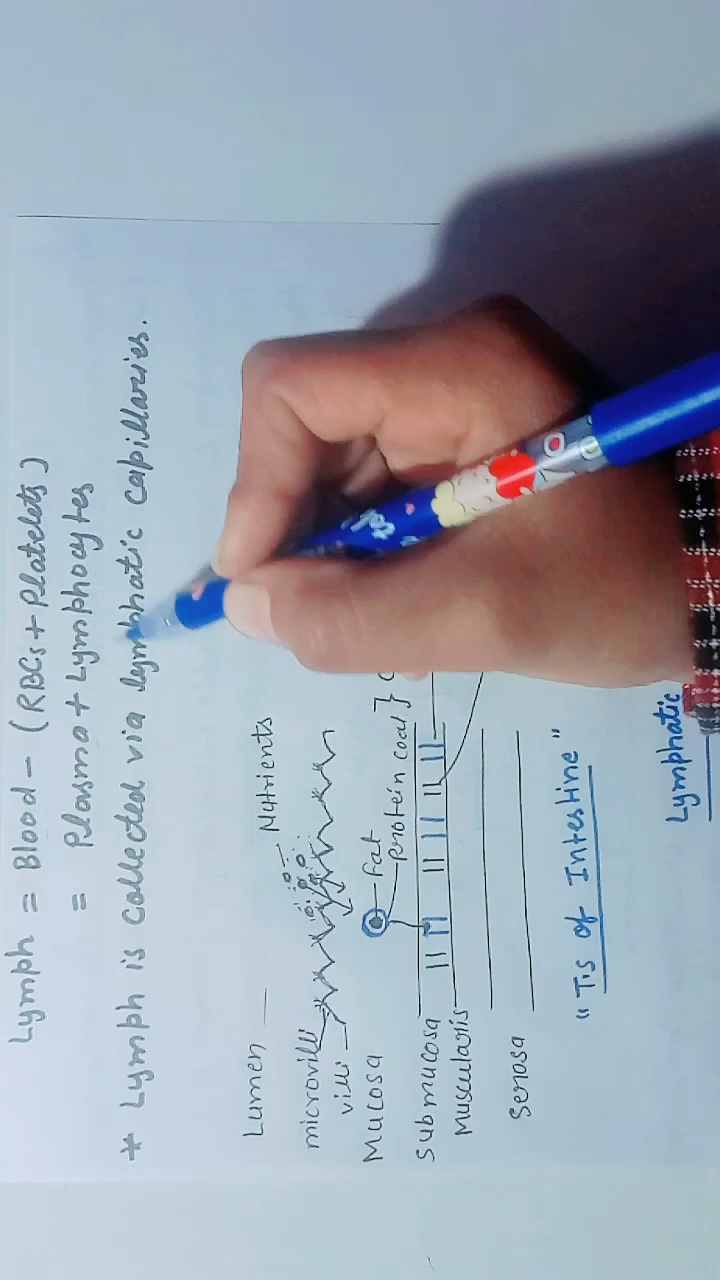 Lymph = Blood - (RBCs + Platelets)
= Plasma + Lymphocytes
* Lymph is collected via lymphatic capillaries.
Lumen
Nutrients
microvilli
villi
Mucosa
Fat
Protein coat }
Submucosa
Muscularis
Serosa
"T.S of Intestine"
Lymphatic